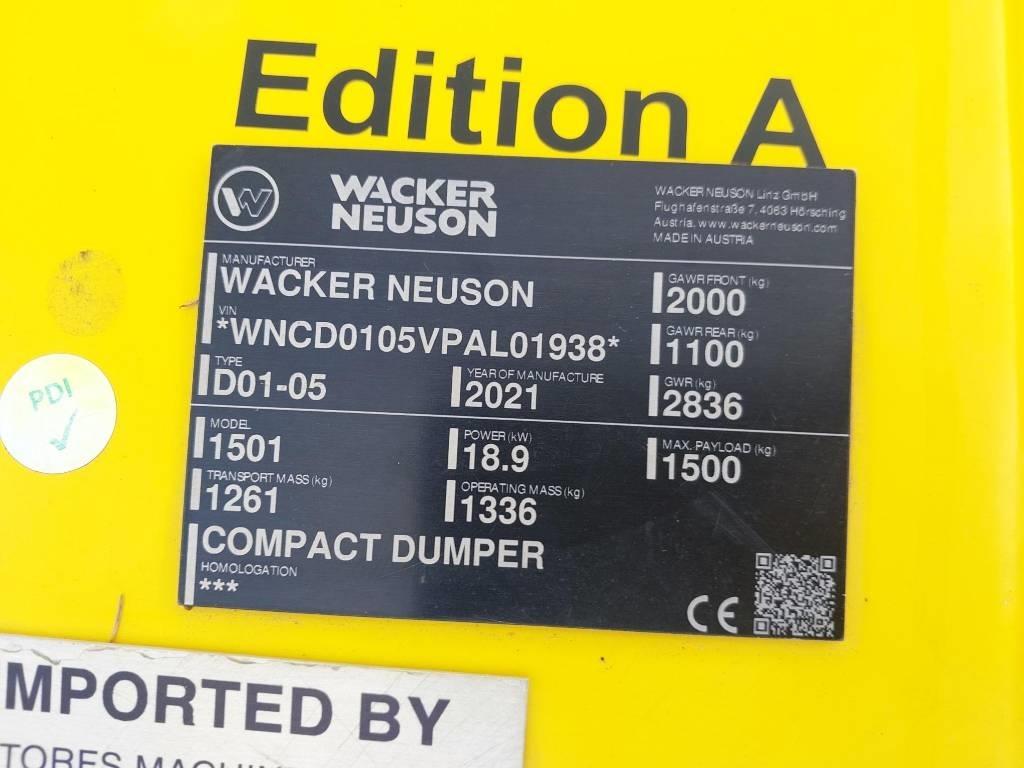 Edition A
WACKER
NEUSON
WACKER NEUSON Linz GmbH
Flughafenstraße 7, 4063 Hörsching
Austria, www.wackerneuson.com
MADE IN AUSTRIA
MANUFACTURER
WACKER NEUSON
VIN
*WNCD0105VPAL01938*
TYPE
D01-05
YEAR OF MANUFACTURE
2021
GAWR FRONT (kg)
2000
GAWR REAR (kg)
1100
GWR (kg)
2836
MODEL
1501
POWER (kW)
18.9
MAX. PAYLOAD (kg)
1500
TRANSPORT MASS (kg)
1261
OPERATING MASS (kg)
1336
COMPACT DUMPER
HOMOLOGATION
***
CE
PDI
MPORTED BY